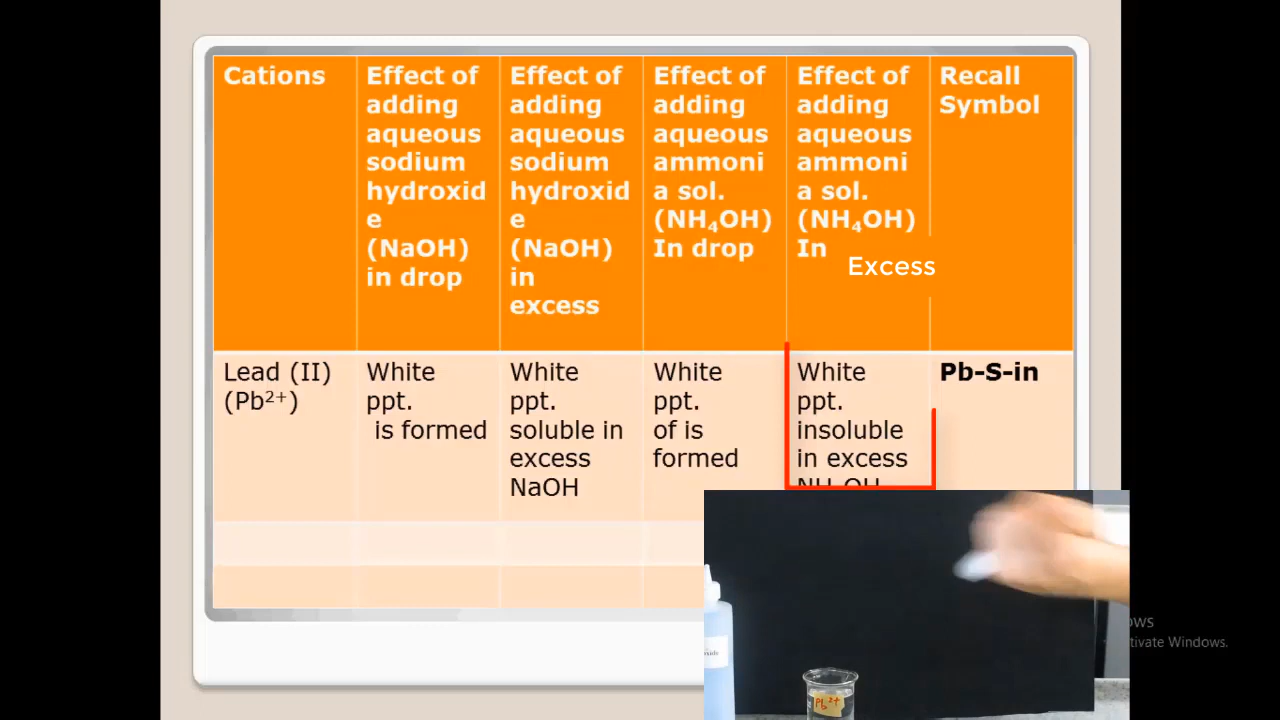 Cations
Effect of
adding
aqueous
sodium
hydroxid
e
(NaOH)
in drop
Effect of
adding
aqueous
sodium
hydroxid
e
(NaOH)
in
excess
Effect of
adding
aqueous
ammoni
a sol.
(NH₄OH)
In drop
Effect of
adding
aqueous
ammoni
a sol.
(NH₄OH)
In
Excess
Recall
Symbol
Lead (II)
(Pb²⁺)
White
ppt.
is formed
White
ppt.
soluble in
excess
NaOH
White
ppt.
of is
formed
White
ppt.
insoluble
in excess
NH₄OH
Pb-S-in
Pb²⁺